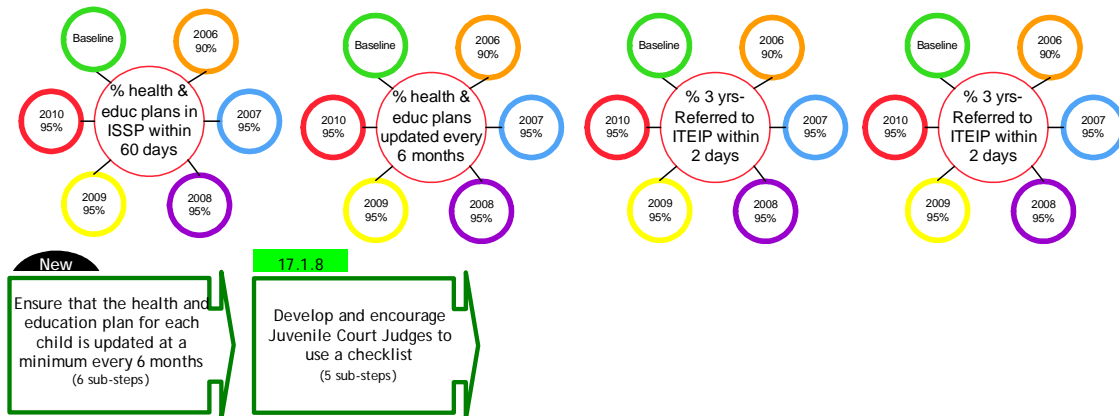 Baseline
2006
90%
% health &
educ plans in
ISSP within
60 days
2010
95%
2007
95%
2009
95%
2008
95%
Baseline
2006
90%
% health &
educ plans
updated every
6 months
2010
95%
2007
95%
2009
95%
2008
95%
Baseline
2006
90%
% 3 yrs-
Referred to
ITEIP within
2 days
2010
95%
2007
95%
2009
95%
2008
95%
Baseline
2006
90%
% 3 yrs-
Referred to
ITEIP within
2 days
2010
95%
2007
95%
2009
95%
2008
95%
New
Ensure that the health and
education plan for each
child is updated at a
minimum every 6 months
(6 sub-steps)
17.1.8
Develop and encourage
Juvenile Court Judges to
use a checklist
(5 sub-steps)